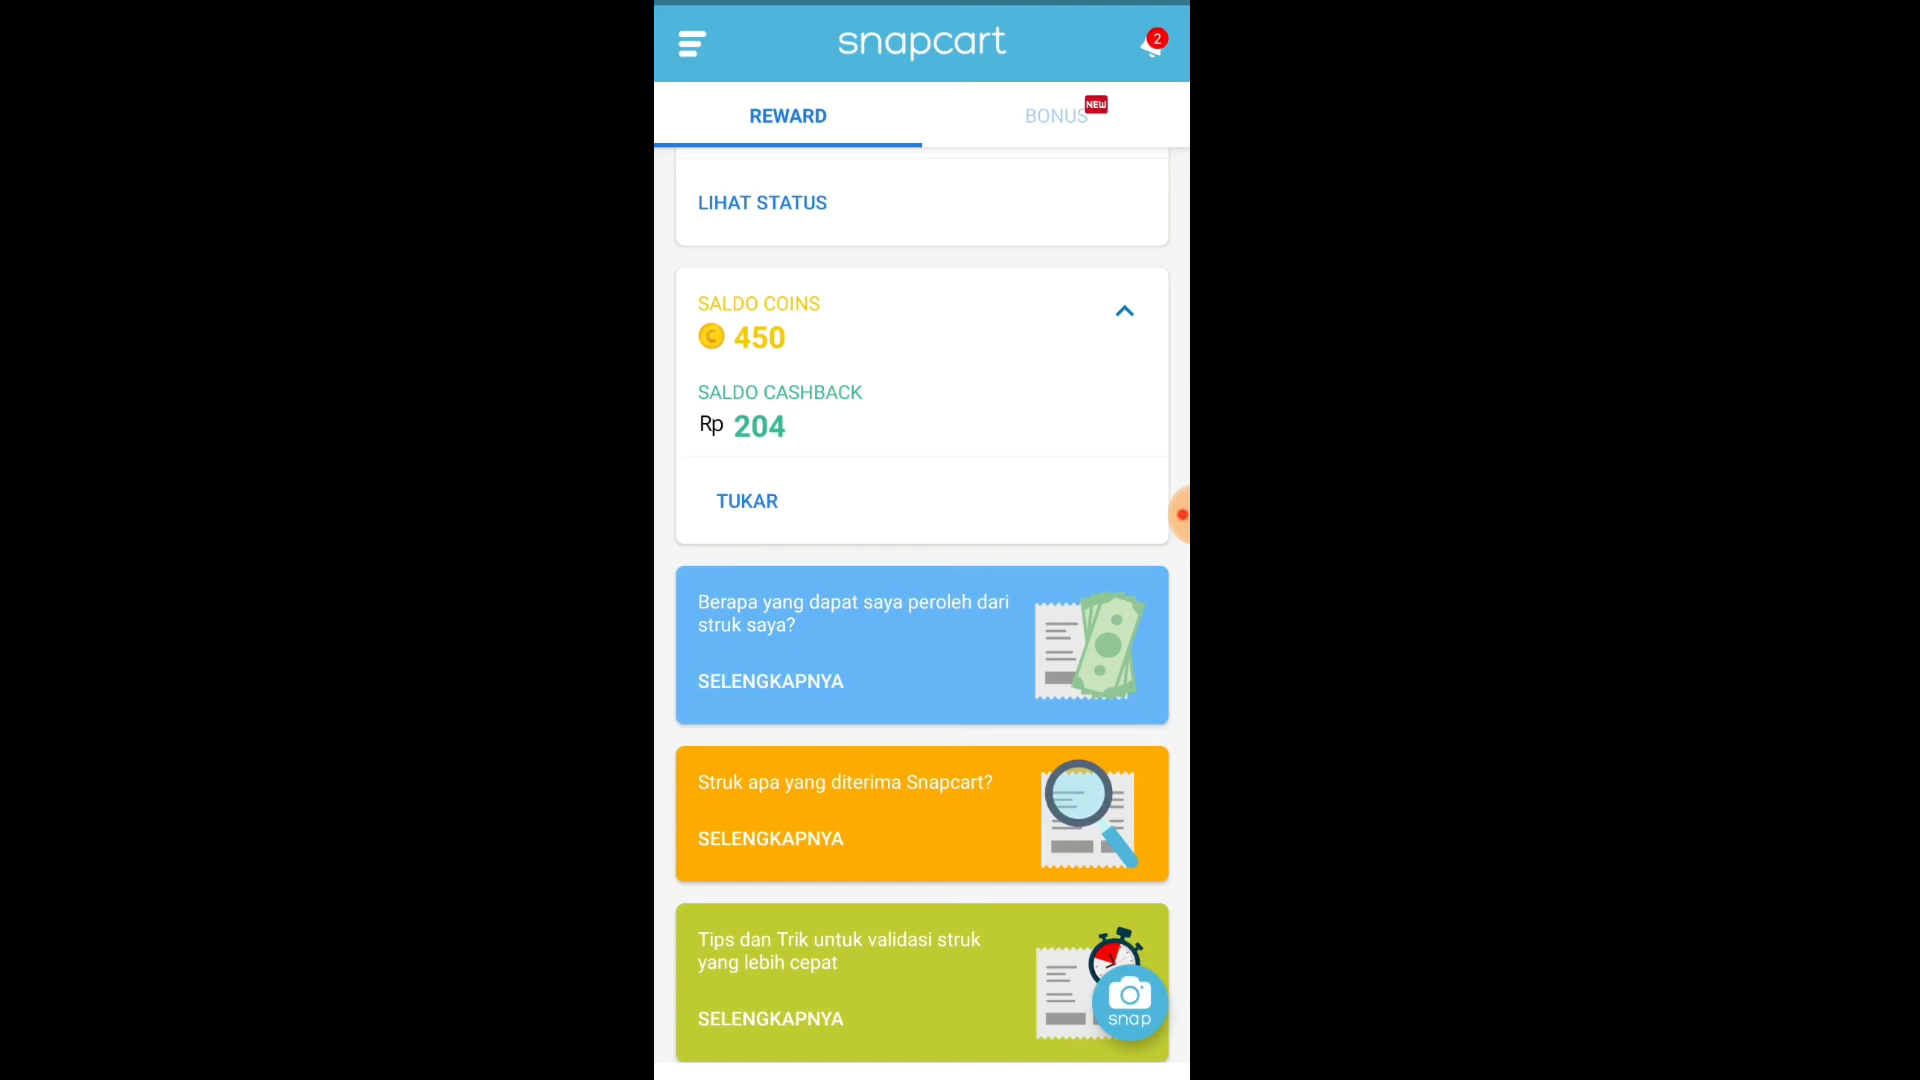 snapcart
2
REWARD
BONUS
NEW
LIHAT STATUS
SALDO COINS
C 450
SALDO CASHBACK
Rp 204
TUKAR
Berapa yang dapat saya peroleh dari
struk saya?
SELENGKAPNYA
Struk apa yang diterima Snapcart?
SELENGKAPNYA
Tips dan Trik untuk validasi struk
yang lebih cepat
SELENGKAPNYA
snap